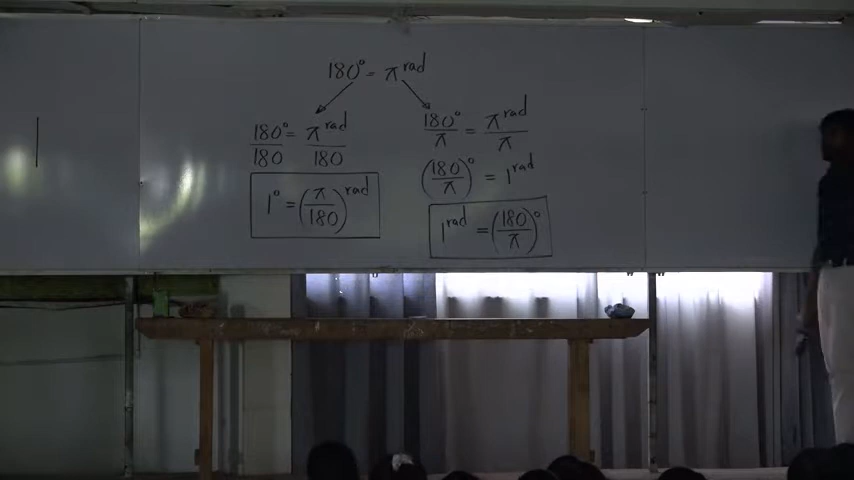 180° = π^rad
180°/180 = π^rad/180
1° = (π/180)^rad
180°/π = π^rad/π
(180/π)° = 1^rad
1^rad = (180/π)°